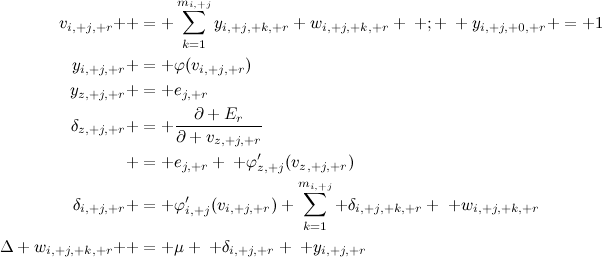 v_{i,+j,+r} ++ = +\sum_{k=1}^{m_{i,+j}} y_{i,+j,+k,+r} + w_{i,+j,+k,+r} + \ +; + \ + y_{i,+j,+0,+r} + = +1
y_{i,+j,+r} + = +\varphi(v_{i,+j,+r})
y_{z,+j,+r} + = +e_{j,+r}
\delta_{z,+j,+r} + = +\frac{\partial + E_r}{\partial + v_{z,+j,+r}}
+ = +e_{j,+r} + \ +\varphi'_{z,+j}(v_{z,+j,+r})
\delta_{i,+j,+r} + = +\varphi'_{i,+j}(v_{i,+j,+r}) + \sum_{k=1}^{m_{i,+j}} +\delta_{i,+j,+k,+r} + \ +w_{i,+j,+k,+r}
\Delta + w_{i,+j,+k,+r} ++ = +\mu + \ +\delta_{i,+j,+r} + \ +y_{i,+j,+r}